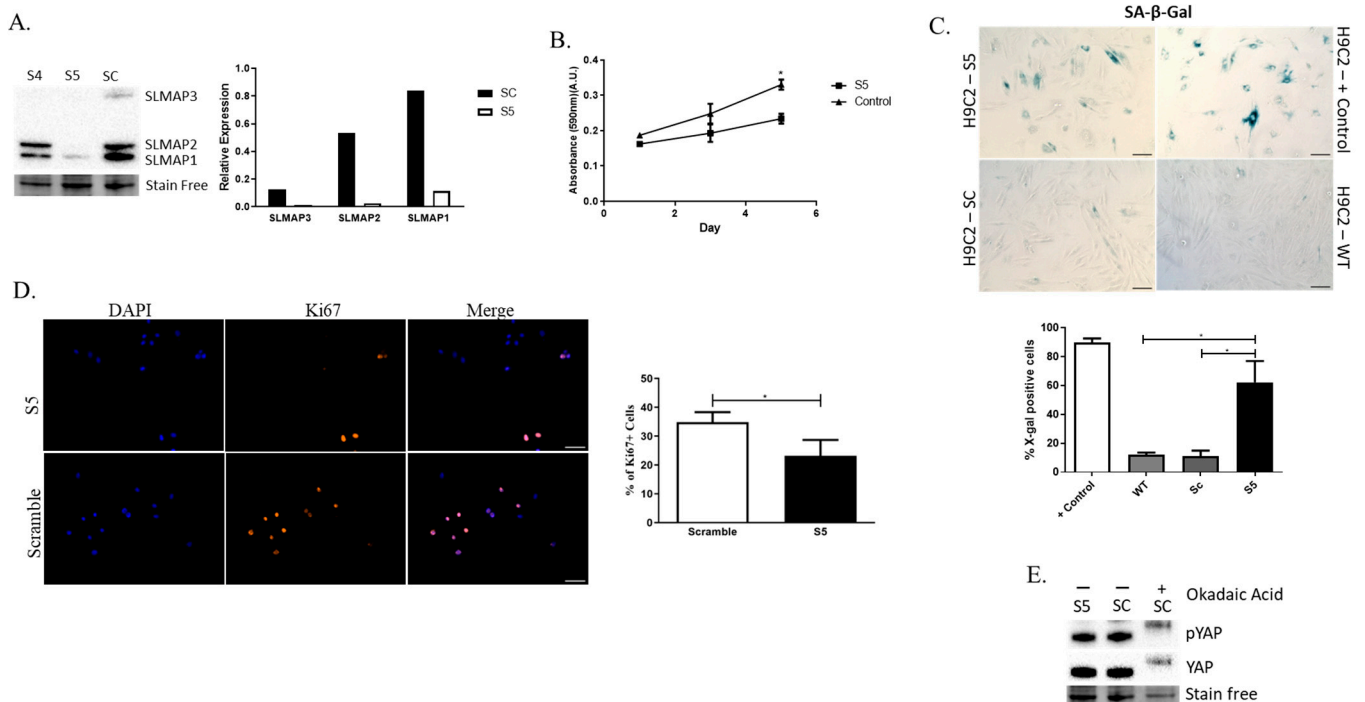 A.
S4 S5 SC
SLMAP3
SLMAP2
SLMAP1
Stain Free
Relative Expression
1.0
0.8
0.6
0.4
0.2
0.0
SLMAP3 SLMAP2 SLMAP1
SC
S5
B.
Absorbance (590nm)(A.U.)
0.4
0.3
0.2
0.1
0.0
0 2 4 6
Day
*
S5
Control
C.
SA-β-Gal
H9C2 – S5
H9C2 – + Control
H9C2 – SC
H9C2 – WT
% X-gal positive cells
100
80
60
40
20
0
+ Control WT Sc S5
*
*
D.
DAPI Ki67 Merge
S5
Scramble
% of Ki67+ Cells
50
40
30
20
10
0
Scramble S5
*
E.
– – + Okadaic Acid
S5 SC SC
pYAP
YAP
Stain free